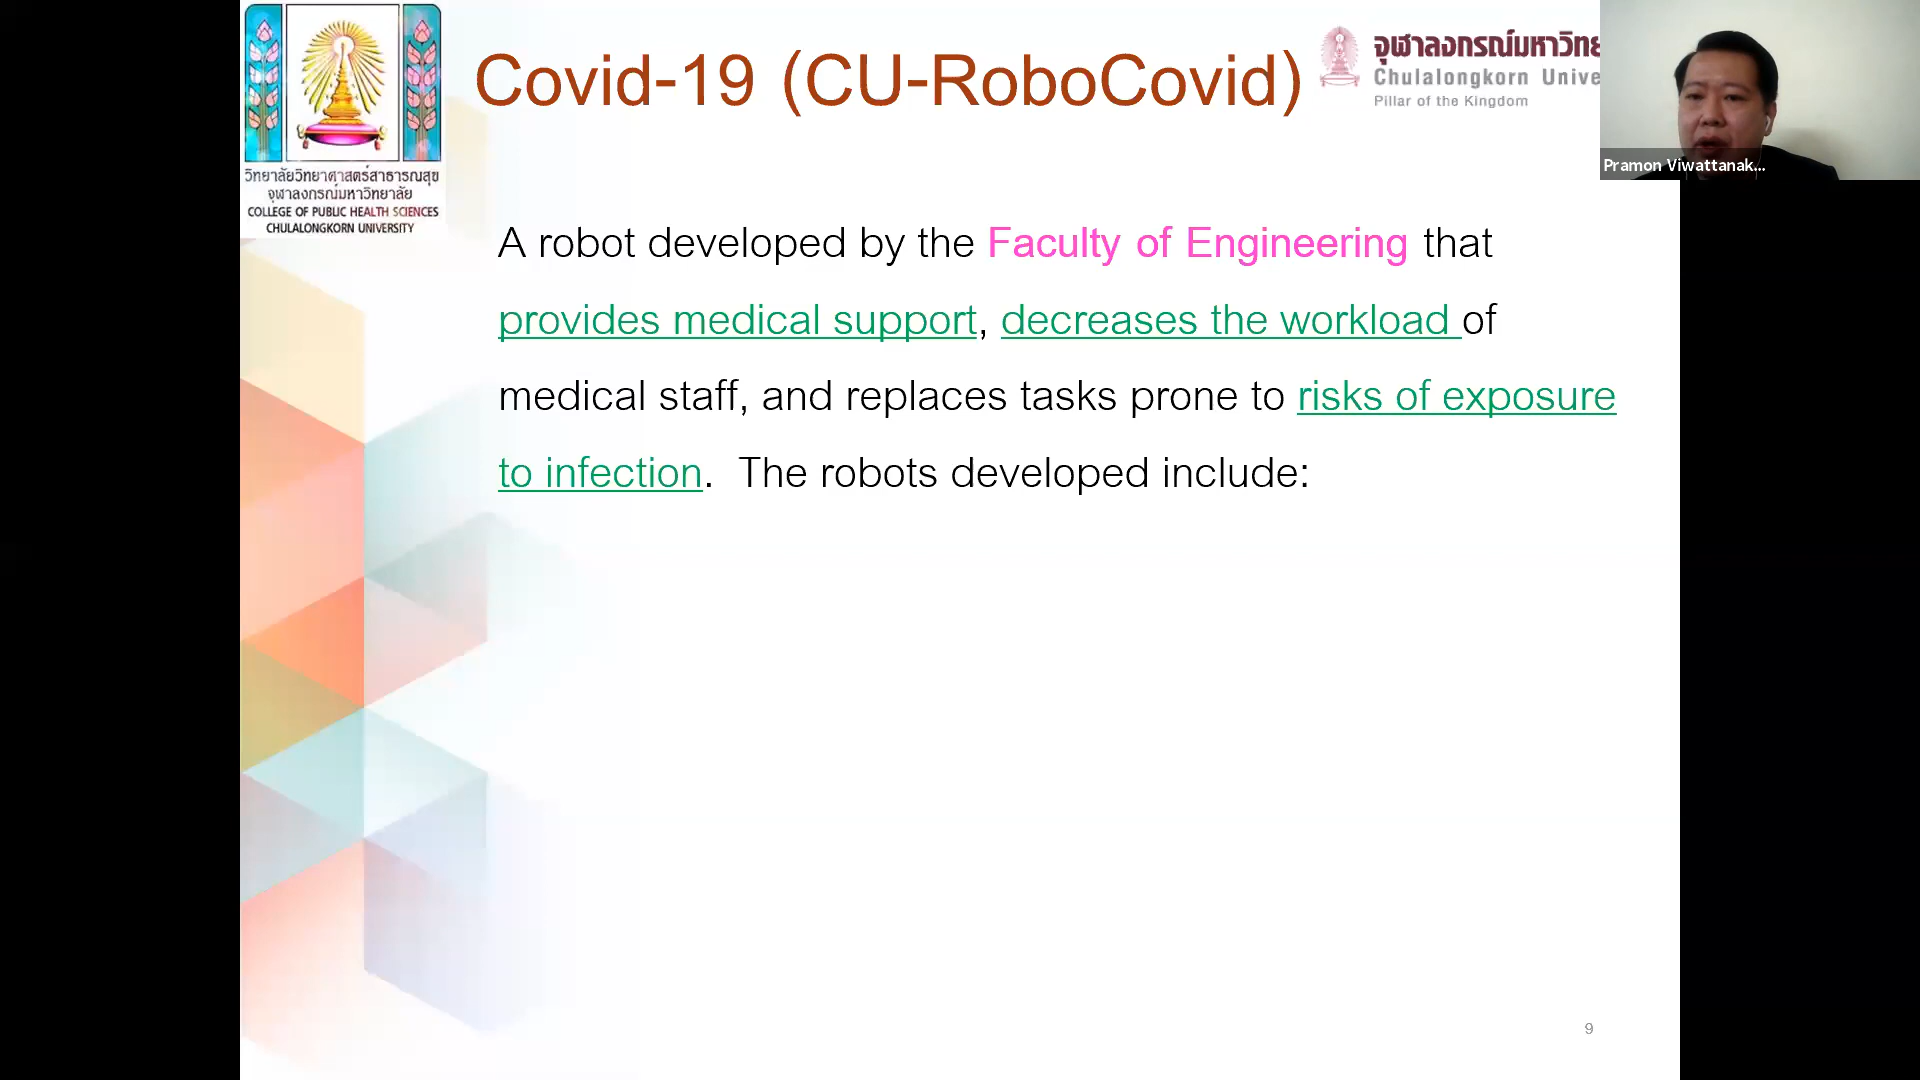 Covid-19 (CU-RoboCovid)
จุฬาลงกรณ์มหาวิทย
Chulalongkorn Unive
Pillar of the Kingdom
Pramon Viwattanak...
วิทยาลัยวิทยาศาสตร์สาธารณสุข
จุฬาลงกรณ์มหาวิทยาลัย
COLLEGE OF PUBLIC HEALTH SCIENCES
CHULALONGKORN UNIVERSITY
A robot developed by the Faculty of Engineering that
provides medical support, decreases the workload of
medical staff, and replaces tasks prone to risks of exposure
to infection. The robots developed include:
9